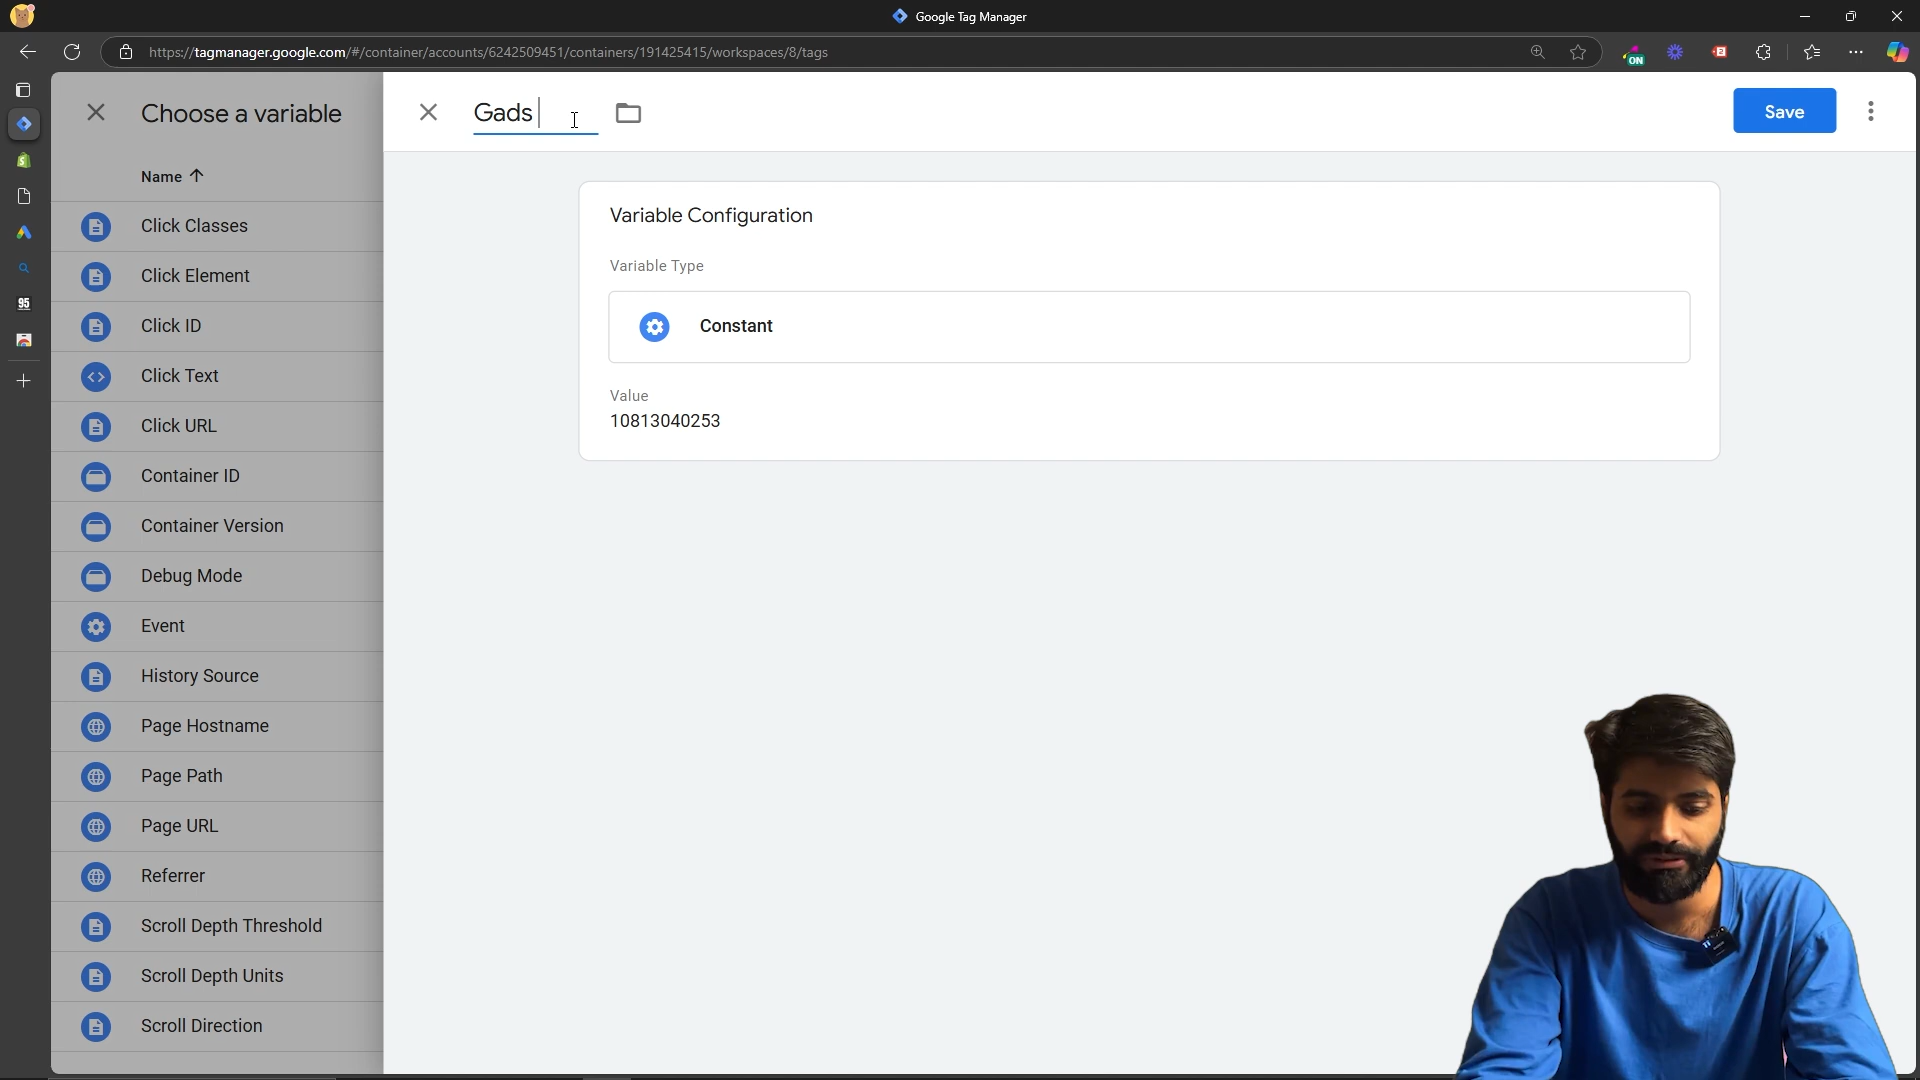 Google Tag Manager
https://tagmanager.google.com/#/container/accounts/6242509451/containers/191425415/workspaces/8/tags
ON
Choose a variable
Gads
Save
Name
Click Classes
Click Element
Click ID
Click Text
Click URL
Container ID
Container Version
Debug Mode
Event
History Source
Page Hostname
Page Path
Page URL
Referrer
Scroll Depth Threshold
Scroll Depth Units
Scroll Direction
Variable Configuration
Variable Type
Constant
Value
10813040253
95